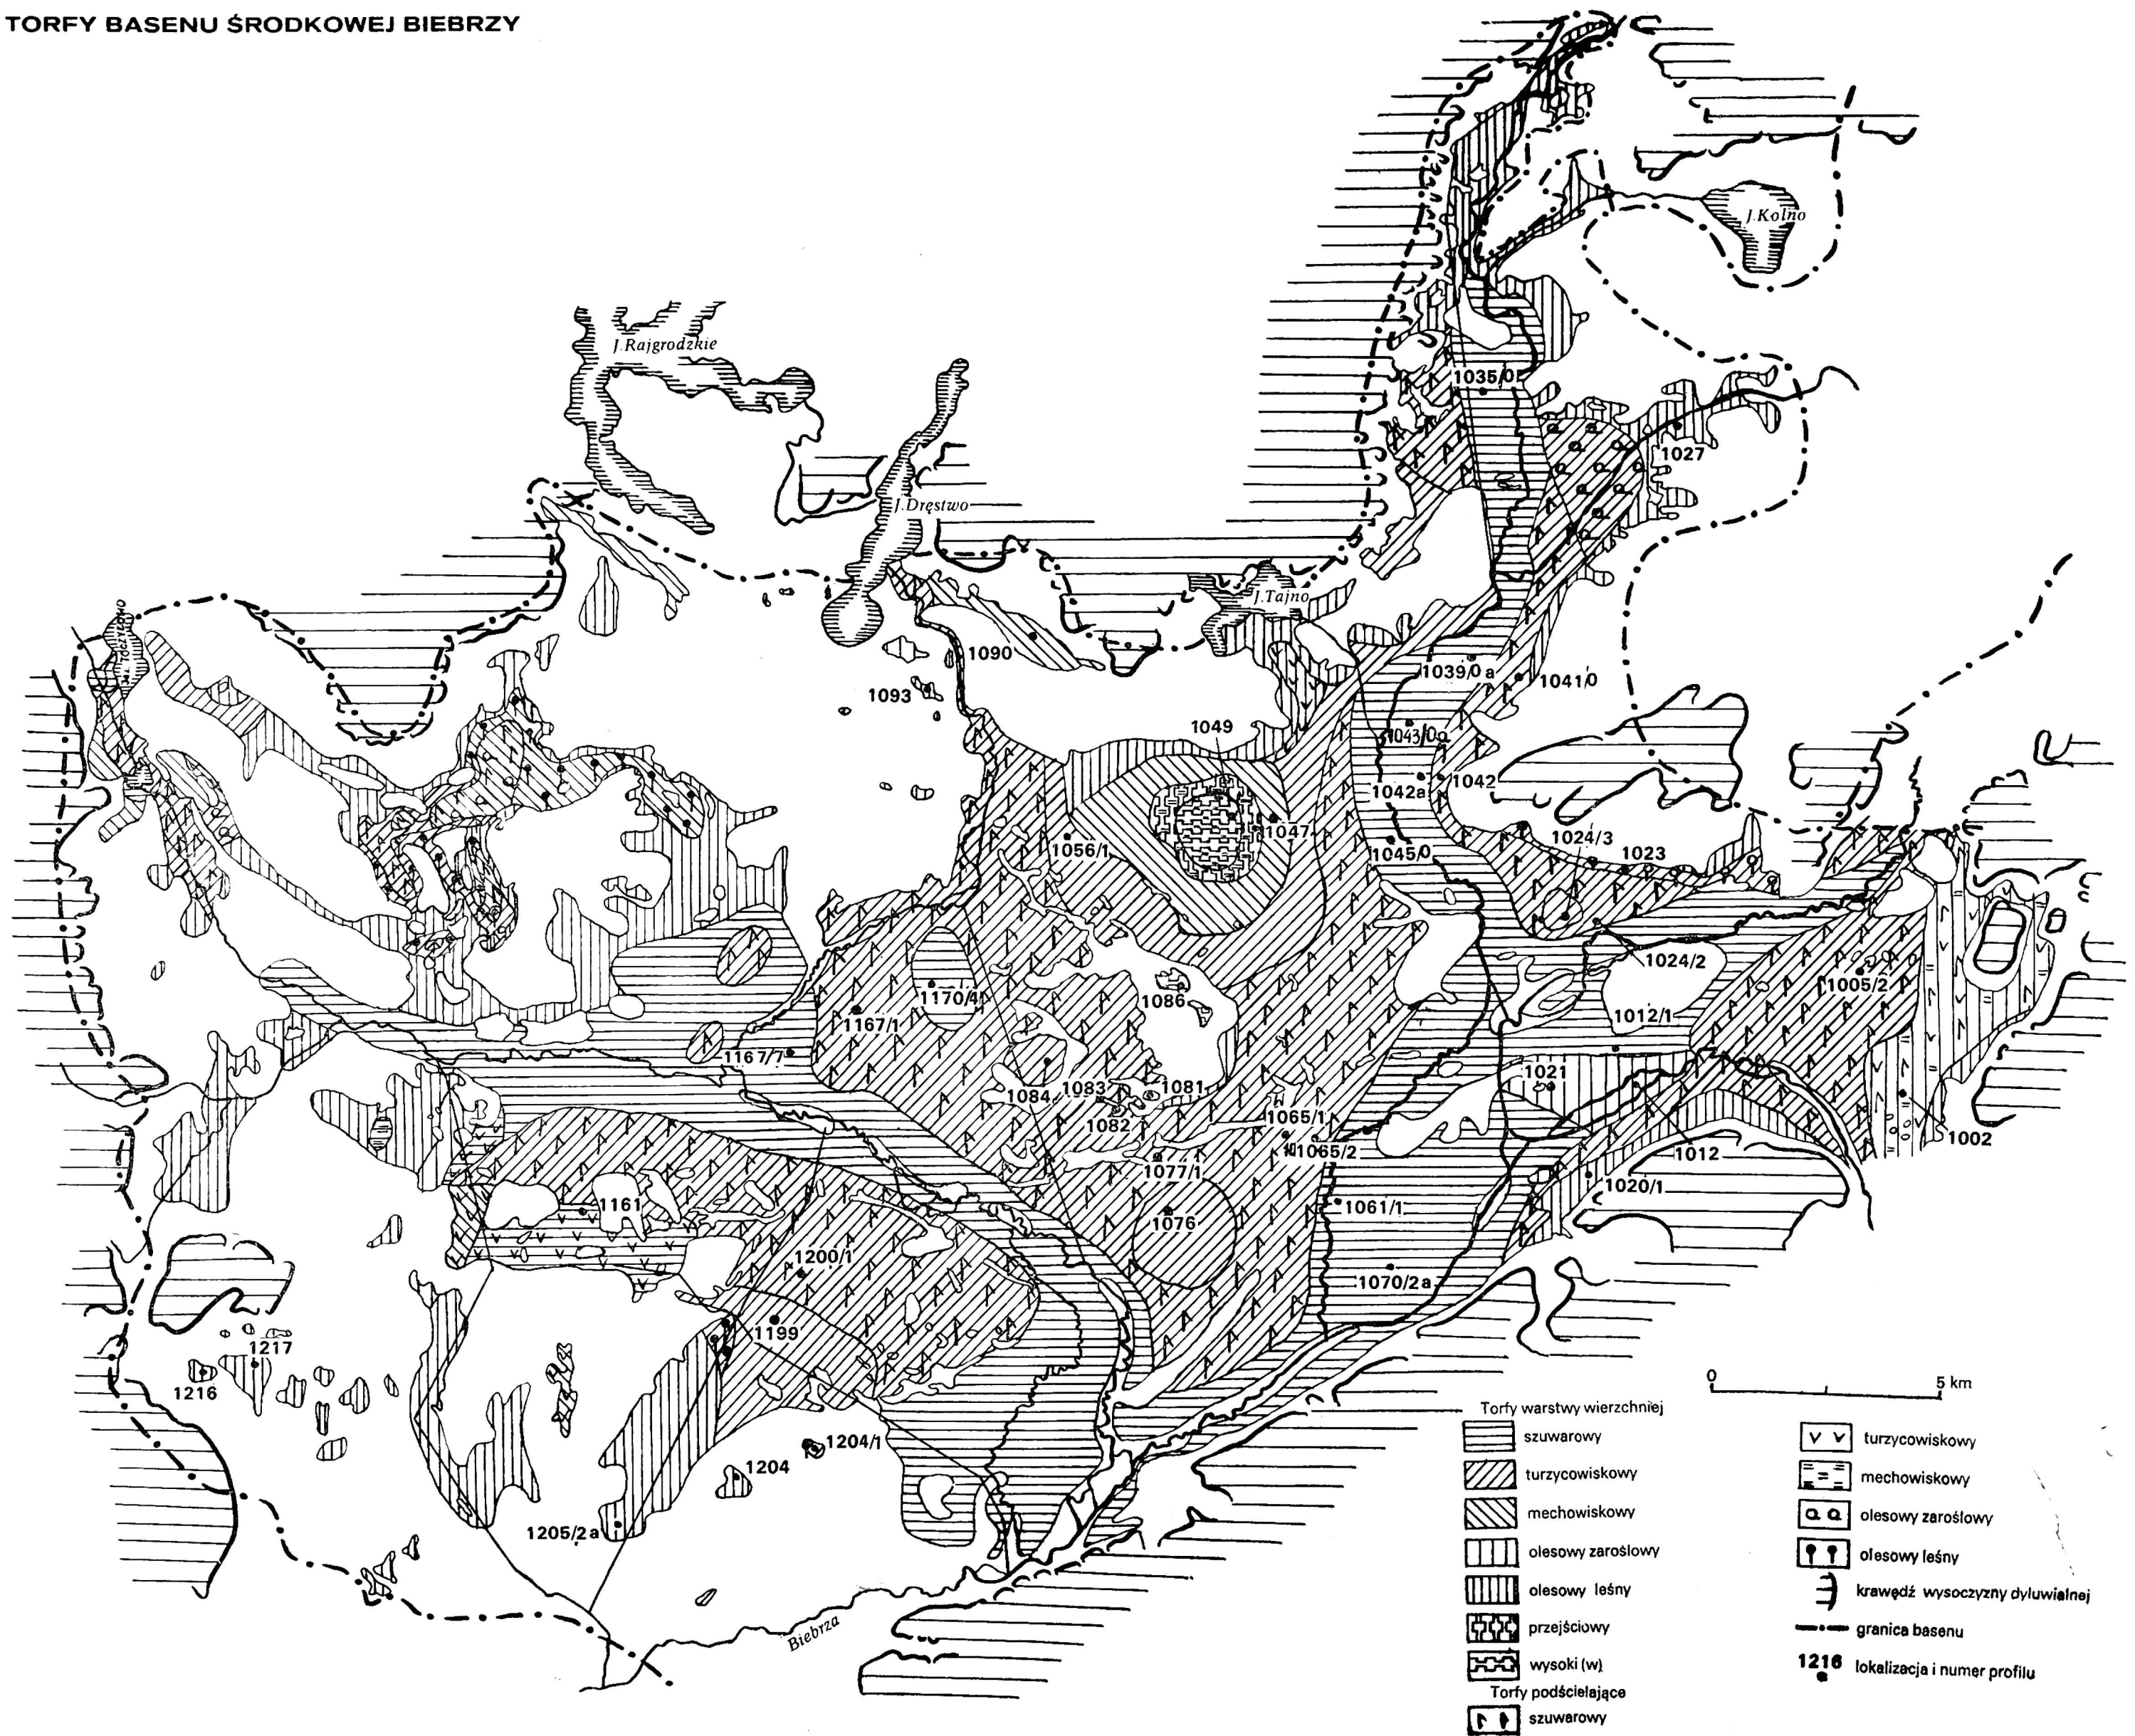 TORFY BASENU ŚRODKOWEJ BIEBRZY
J. Kolno
J. Rajgrodzkie
1035/0
1027
J. Dręstwo
J. Tajno
1090
1039/0 a
1041/0
1093
1049
1043/0a
1042
1042a
1047
1056/1
1045/0
1024/3
1023
1024/2
1005/2
1170/4
1086
1167/1
1012/1
1167/7
1021
1084
1083
1081
1082
1065/1
1065/2
1002
1012
1077/1
1020/1
1161
1076
1061/1
1200/1
1070/2a
1199
1217
1216
1204/1
1204
1205/2a
Biebrza
0 5 km
Torfy warstwy wierzchniej
szuwarowy
turzycowiskowy
mechowiskowy
olesowy zaroślowy
olesowy leśny
przejściowy
wysoki (w)
Torfy podścielające
szuwarowy
turzycowiskowy
mechowiskowy
olesowy zaroślowy
olesowy leśny
krawędź wysoczyzny dyluwialnej
granica basenu
1216 lokalizacja i numer profilu